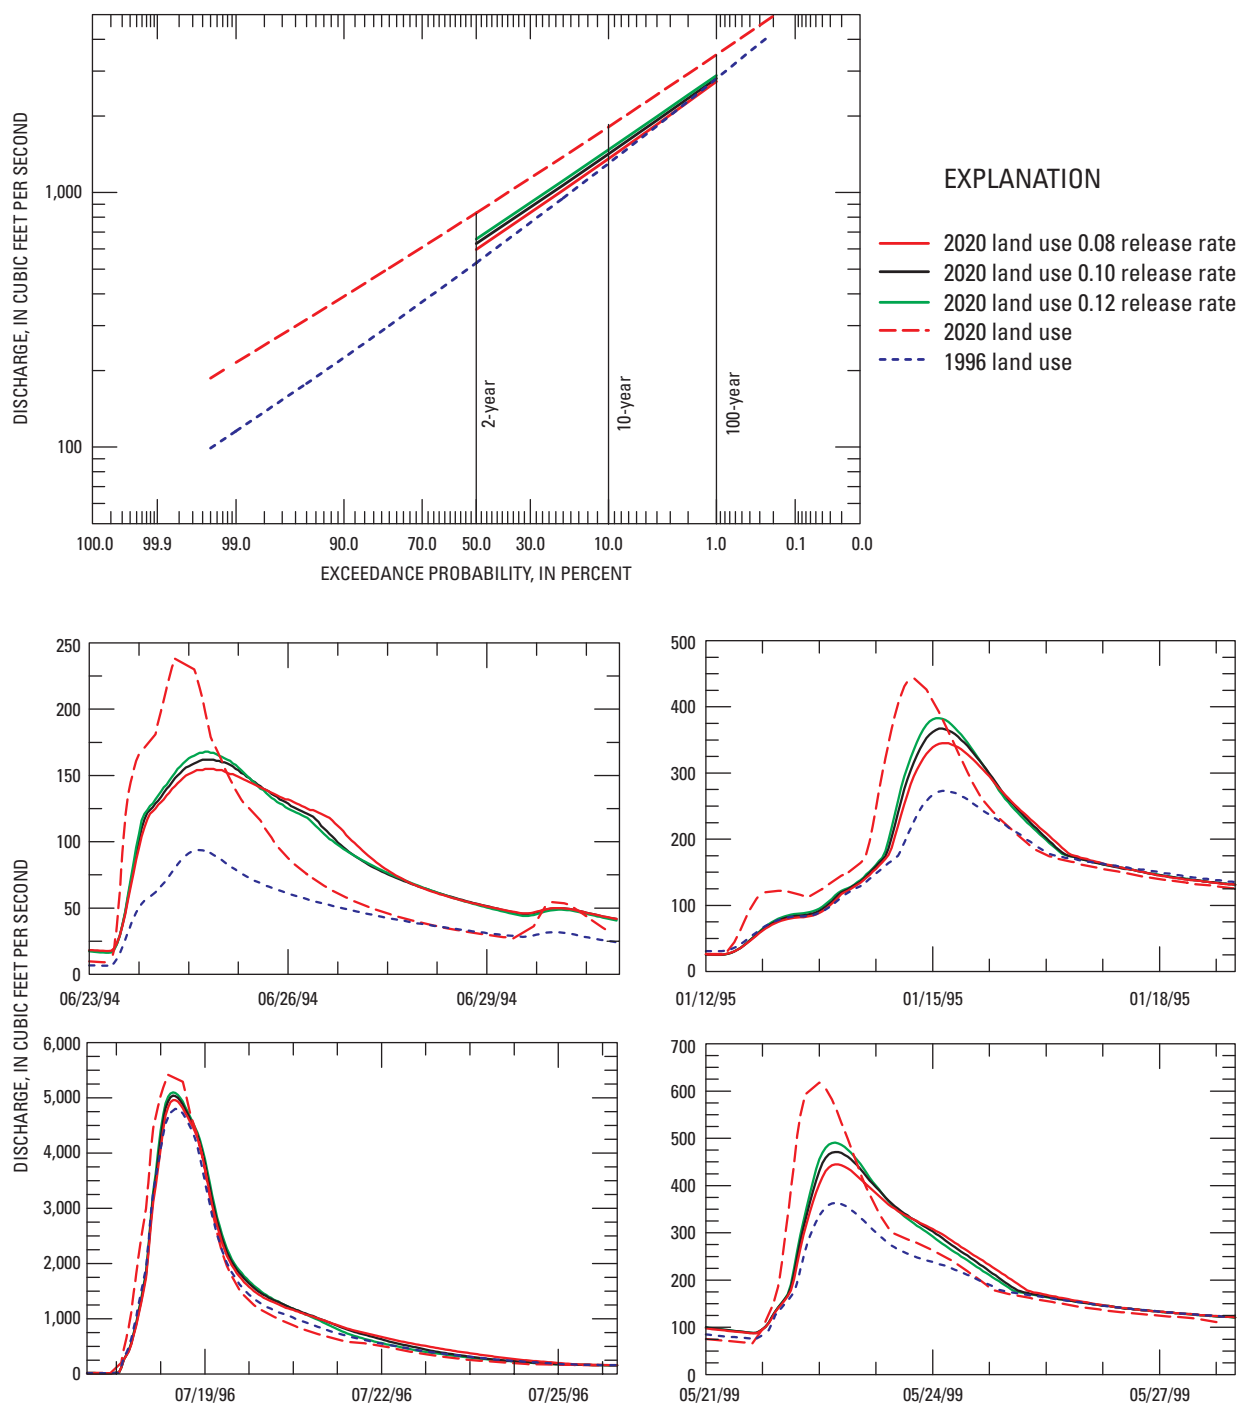 DISCHARGE, IN CUBIC FEET PER SECOND
1,000
100
2-year
10-year
100-year
100.0 99.9 99.0 90.0 70.0 50.0 30.0 10.0 1.0 0.1 0.0
EXCEEDANCE PROBABILITY, IN PERCENT
EXPLANATION
2020 land use 0.08 release rate
2020 land use 0.10 release rate
2020 land use 0.12 release rate
2020 land use
1996 land use
DISCHARGE, IN CUBIC FEET PER SECOND
250
200
150
100
50
0
06/23/94 06/26/94 06/29/94
500
400
300
200
100
0
01/12/95 01/15/95 01/18/95
6,000
5,000
4,000
3,000
2,000
1,000
0
07/19/96 07/22/96 07/25/96
700
600
500
400
300
200
100
0
05/21/99 05/24/99 05/27/99